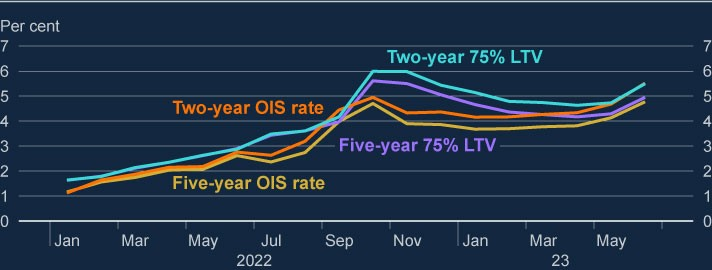 Per cent
7 7
6 6
5 5
4 4
3 3
2 2
1 1
0 0
Two-year 75% LTV
Two-year OIS rate
Five-year 75% LTV
Five-year OIS rate
Jan Mar May Jul Sep Nov Jan Mar May
2022 23